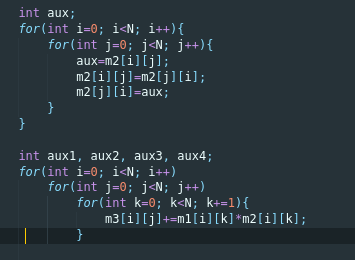 int aux;
for(int i=0; i<N; i++){
for(int j=0; j<N; j++){
aux=m2[i][j];
m2[i][j]=m2[j][i];
m2[j][i]=aux;
}
}
int aux1, aux2, aux3, aux4;
for(int i=0; i<N; i++)
for(int j=0; j<N; j++)
for(int k=0; k<N; k+=1){
m3[i][j]+=m1[i][k]*m2[i][k];
}